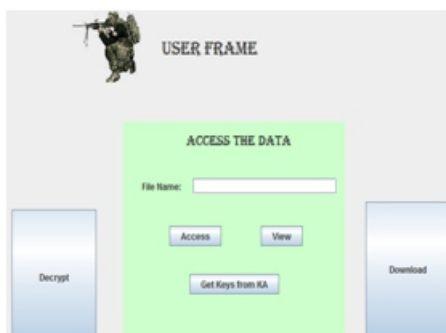 USER FRAME
ACCESS THE DATA
File Name:
Access
View
Get Keys from KA
Decrypt
Download